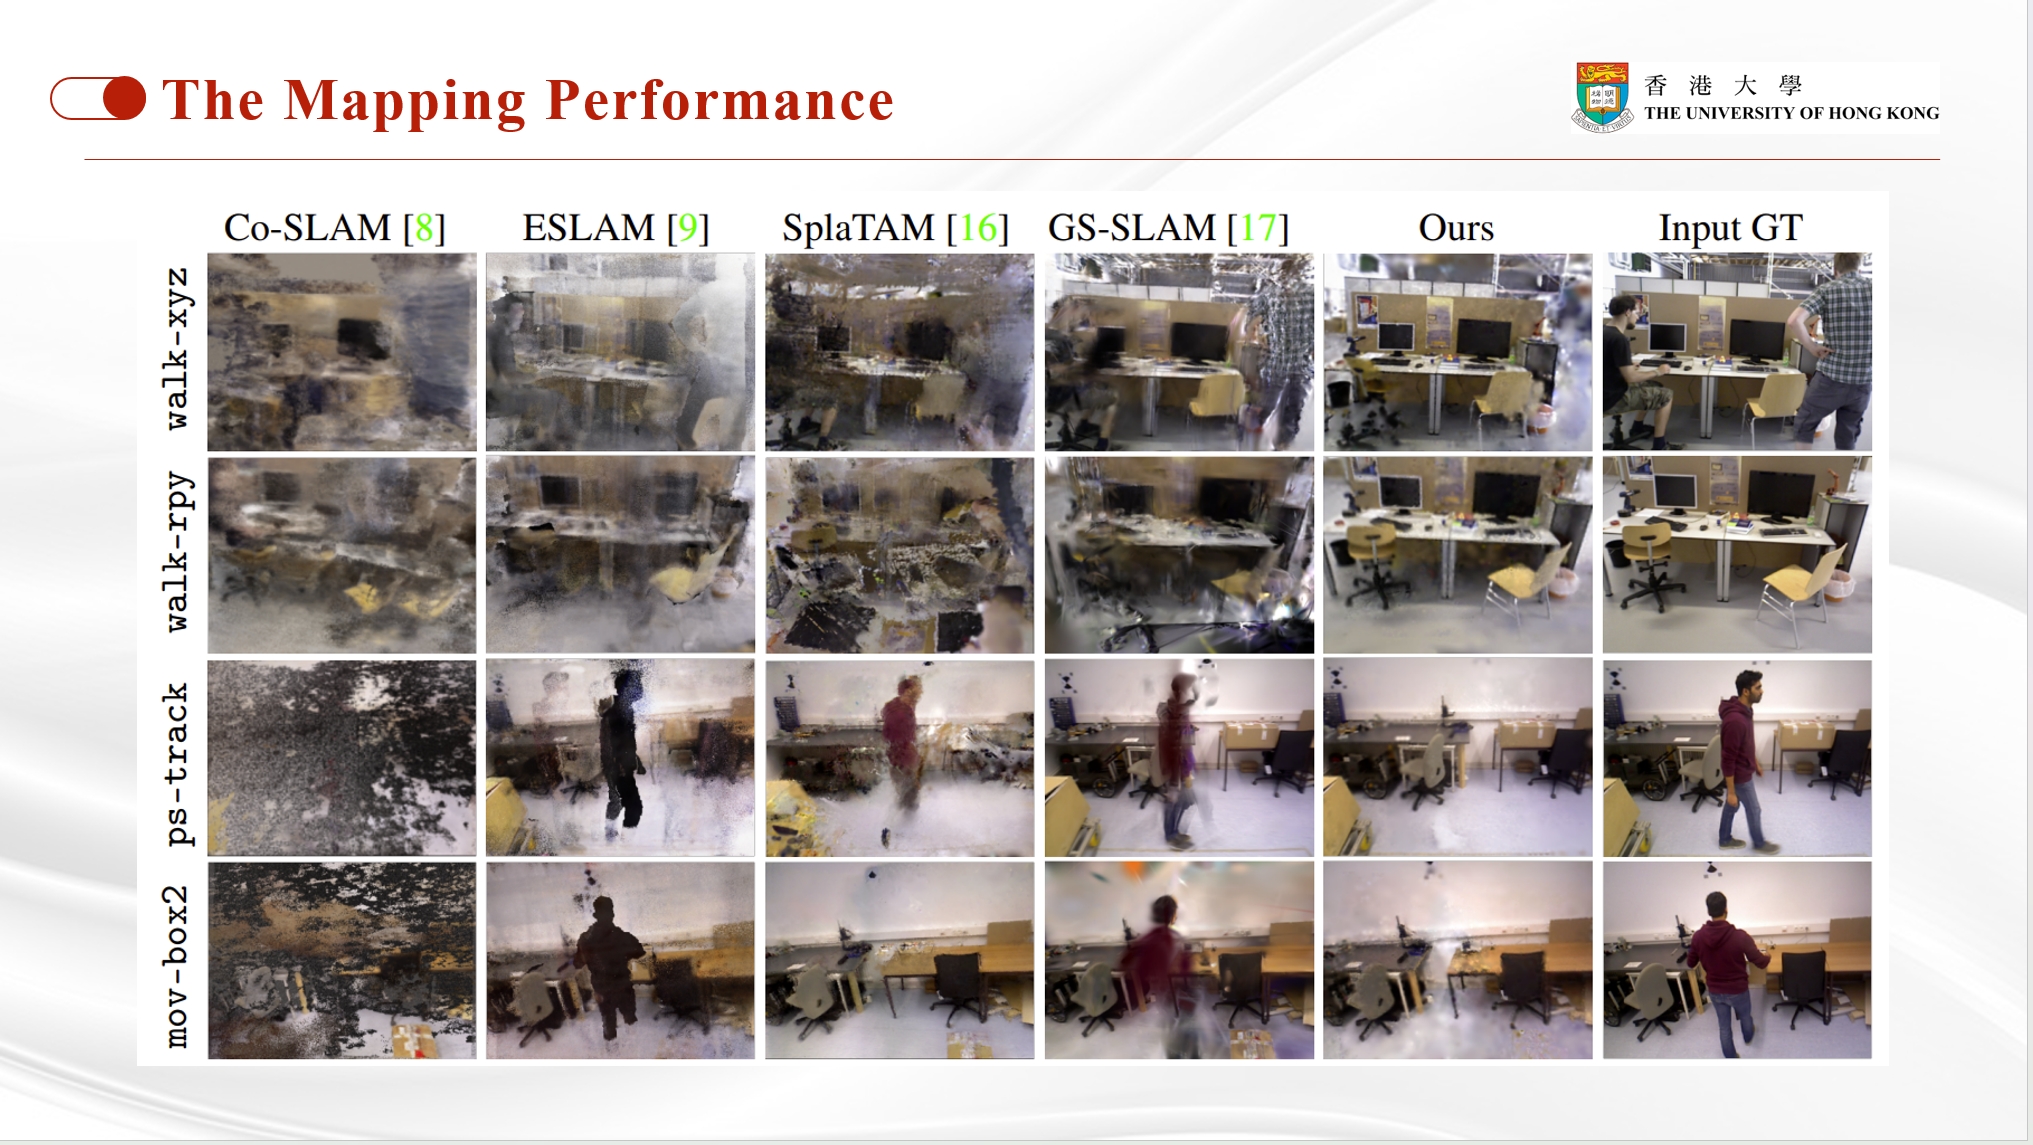 The Mapping Performance
香港大學
THE UNIVERSITY OF HONG KONG
Co-SLAM [8] ESLAM [9] SplaTAM [16] GS-SLAM [17] Ours Input GT
walk-xyz
walk-rpy
ps-track
mov-box2